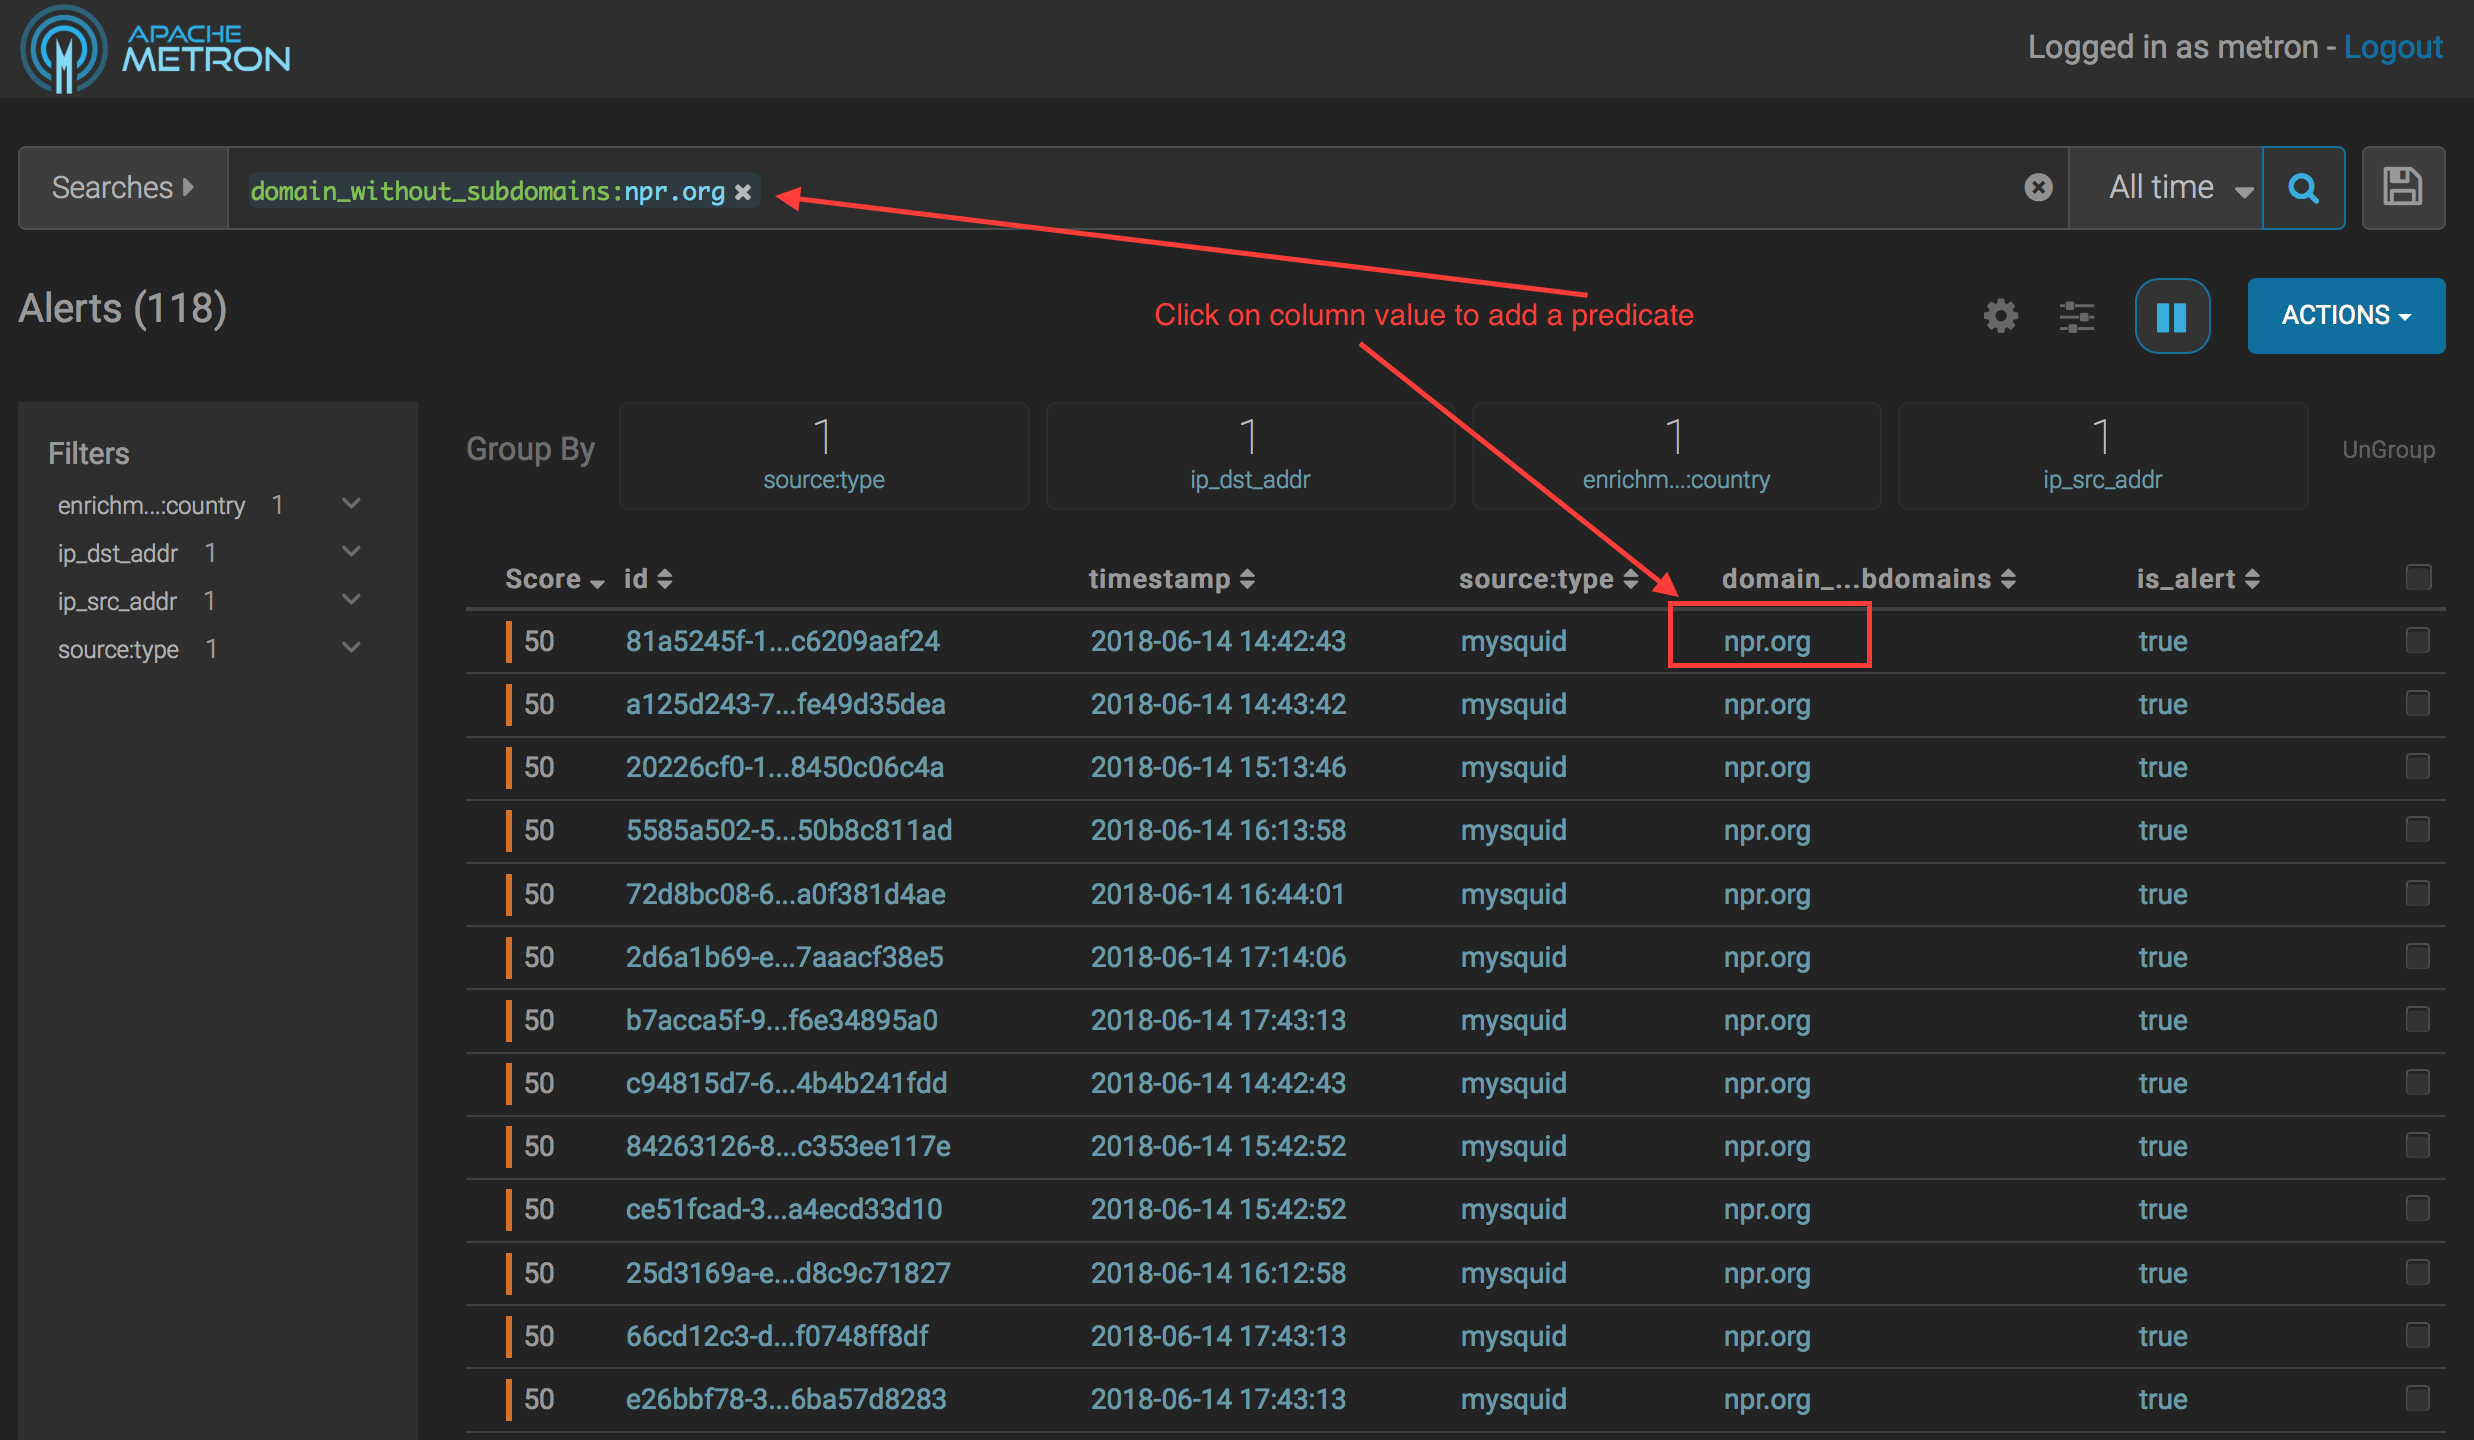 APACHE
METRON
Logged in as metron - Logout
Searches
domain_without_subdomains:npr.org
All time
Alerts (118)
Click on column value to add a predicate
ACTIONS
Filters
enrichm...:country 1
ip_dst_addr 1
ip_src_addr 1
source:type 1
Group By
1
source:type
1
ip_dst_addr
1
enrichm...:country
1
ip_src_addr
UnGroup
Score id timestamp source:type domain_...bdomains is_alert
50 81a5245f-1...c6209aaf24 2018-06-14 14:42:43 mysquid npr.org true
50 a125d243-7...fe49d35dea 2018-06-14 14:43:42 mysquid npr.org true
50 20226cf0-1...8450c06c4a 2018-06-14 15:13:46 mysquid npr.org true
50 5585a502-5...50b8c811ad 2018-06-14 16:13:58 mysquid npr.org true
50 72d8bc08-6...a0f381d4ae 2018-06-14 16:44:01 mysquid npr.org true
50 2d6a1b69-e...7aaacf38e5 2018-06-14 17:14:06 mysquid npr.org true
50 b7acca5f-9...f6e34895a0 2018-06-14 17:43:13 mysquid npr.org true
50 c94815d7-6...4b4b241fdd 2018-06-14 14:42:43 mysquid npr.org true
50 84263126-8...c353ee117e 2018-06-14 15:42:52 mysquid npr.org true
50 ce51fcad-3...a4ecd33d10 2018-06-14 15:42:52 mysquid npr.org true
50 25d3169a-e...d8c9c71827 2018-06-14 16:12:58 mysquid npr.org true
50 66cd12c3-d...f0748ff8df 2018-06-14 17:43:13 mysquid npr.org true
50 e26bbf78-3...6ba57d8283 2018-06-14 17:43:13 mysquid npr.org true